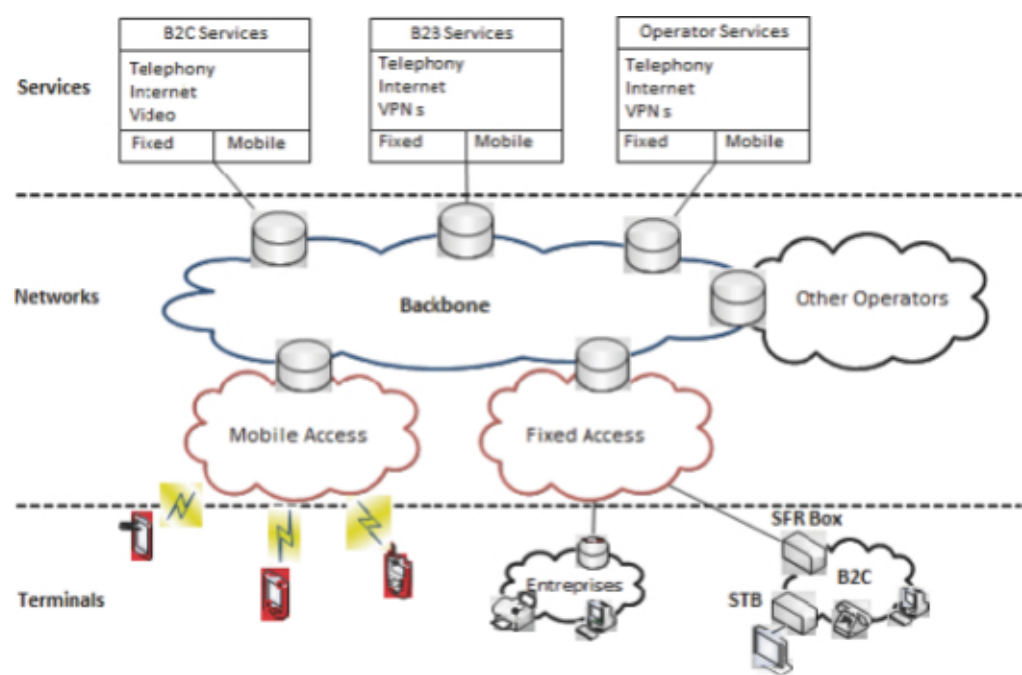 B2C Services
Telephony
Internet
Video
Fixed
Mobile
B2B Services
Telephony
Internet
VPN s
Fixed
Mobile
Operator Services
Telephony
Internet
VPN s
Fixed
Mobile
Services
Networks
Backbone
Other Operators
Mobile Access
Fixed Access
Terminals
Entreprises
SFR Box
B2C
STB